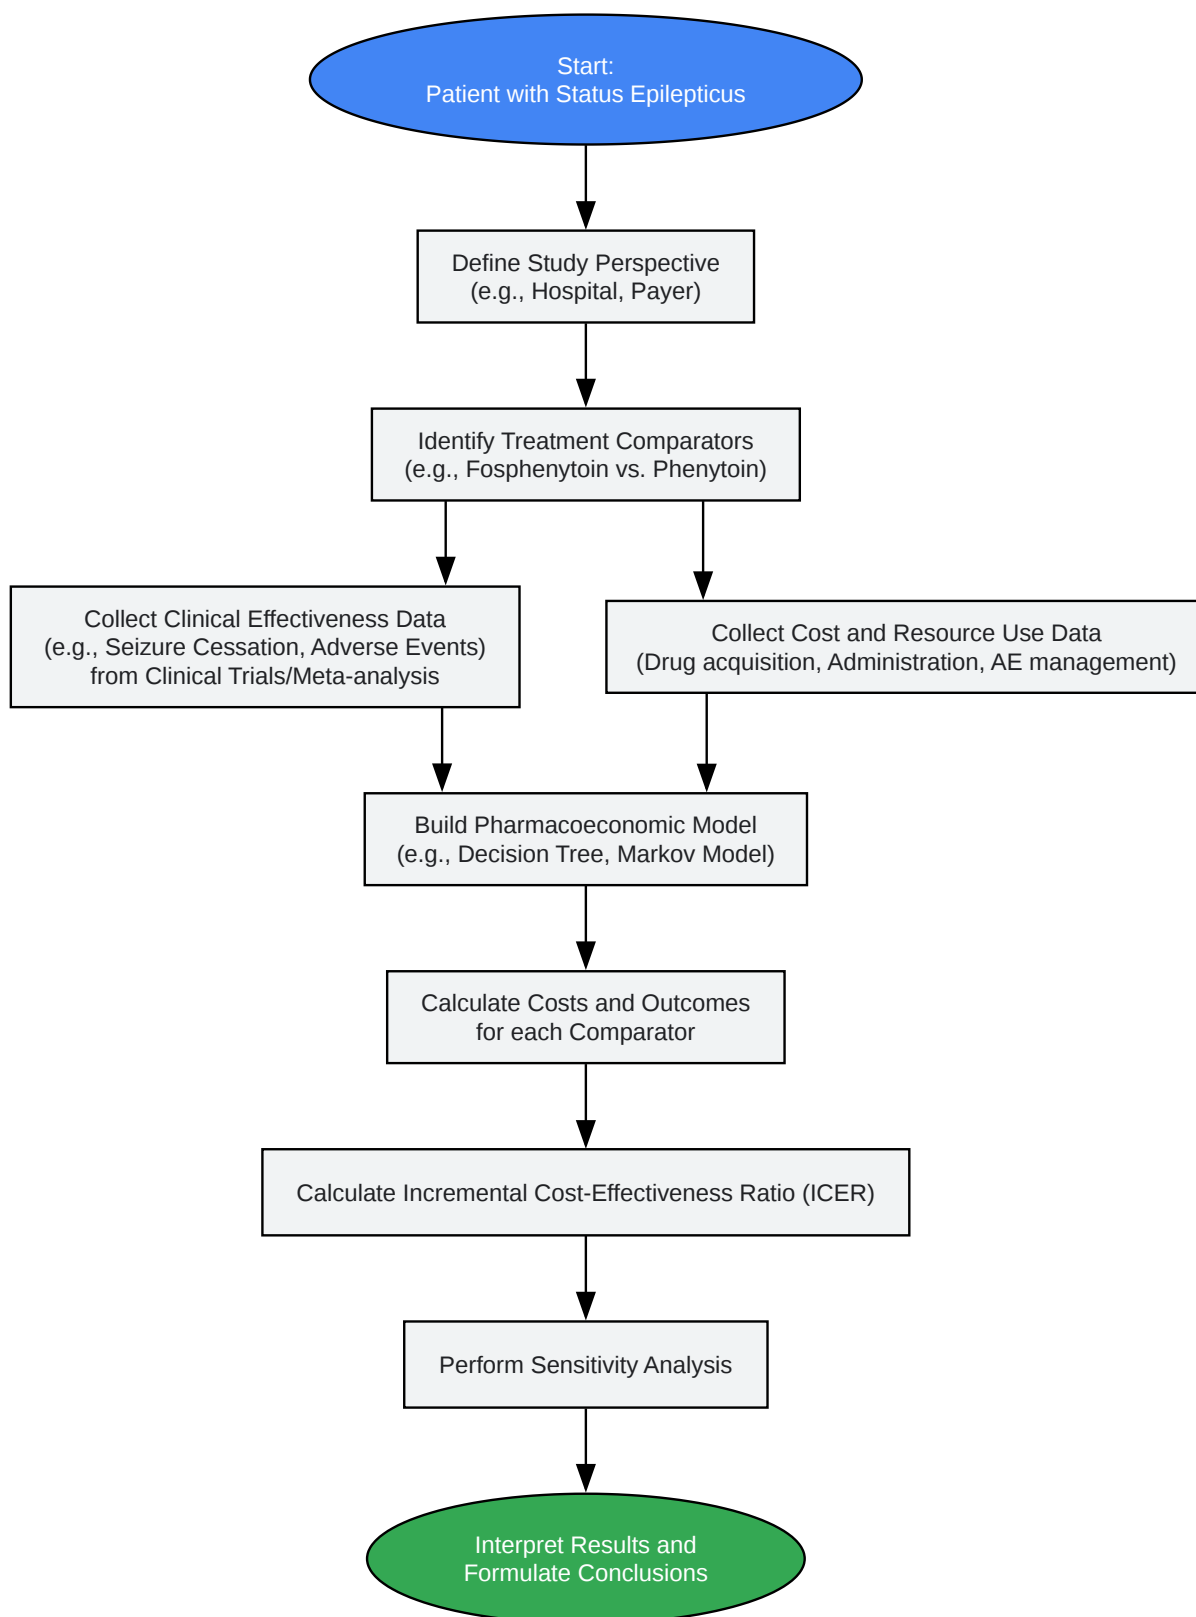 Start:
Patient with Status Epilepticus
Define Study Perspective
(e.g., Hospital, Payer)
Identify Treatment Comparators
(e.g., Fosphenytoin vs. Phenytoin)
Collect Clinical Effectiveness Data
(e.g., Seizure Cessation, Adverse Events)
from Clinical Trials/Meta-analysis
Collect Cost and Resource Use Data
(Drug acquisition, Administration, AE management)
Build Pharmacoeconomic Model
(e.g., Decision Tree, Markov Model)
Calculate Costs and Outcomes
for each Comparator
Calculate Incremental Cost-Effectiveness Ratio (ICER)
Perform Sensitivity Analysis
Interpret Results and
Formulate Conclusions